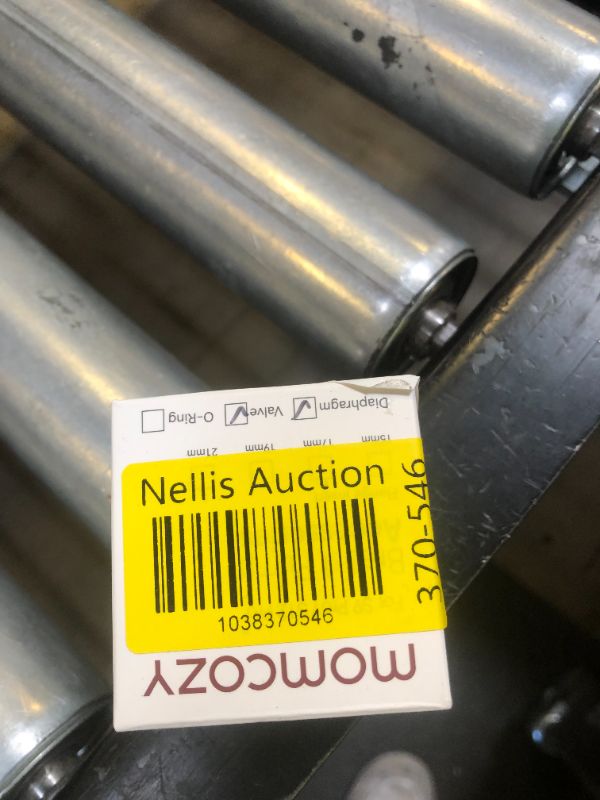 Nellis Auction
1038370546
370-546
momcozy
15mm 17mm 19mm 21mm
Diaphragm Valve O-Ring